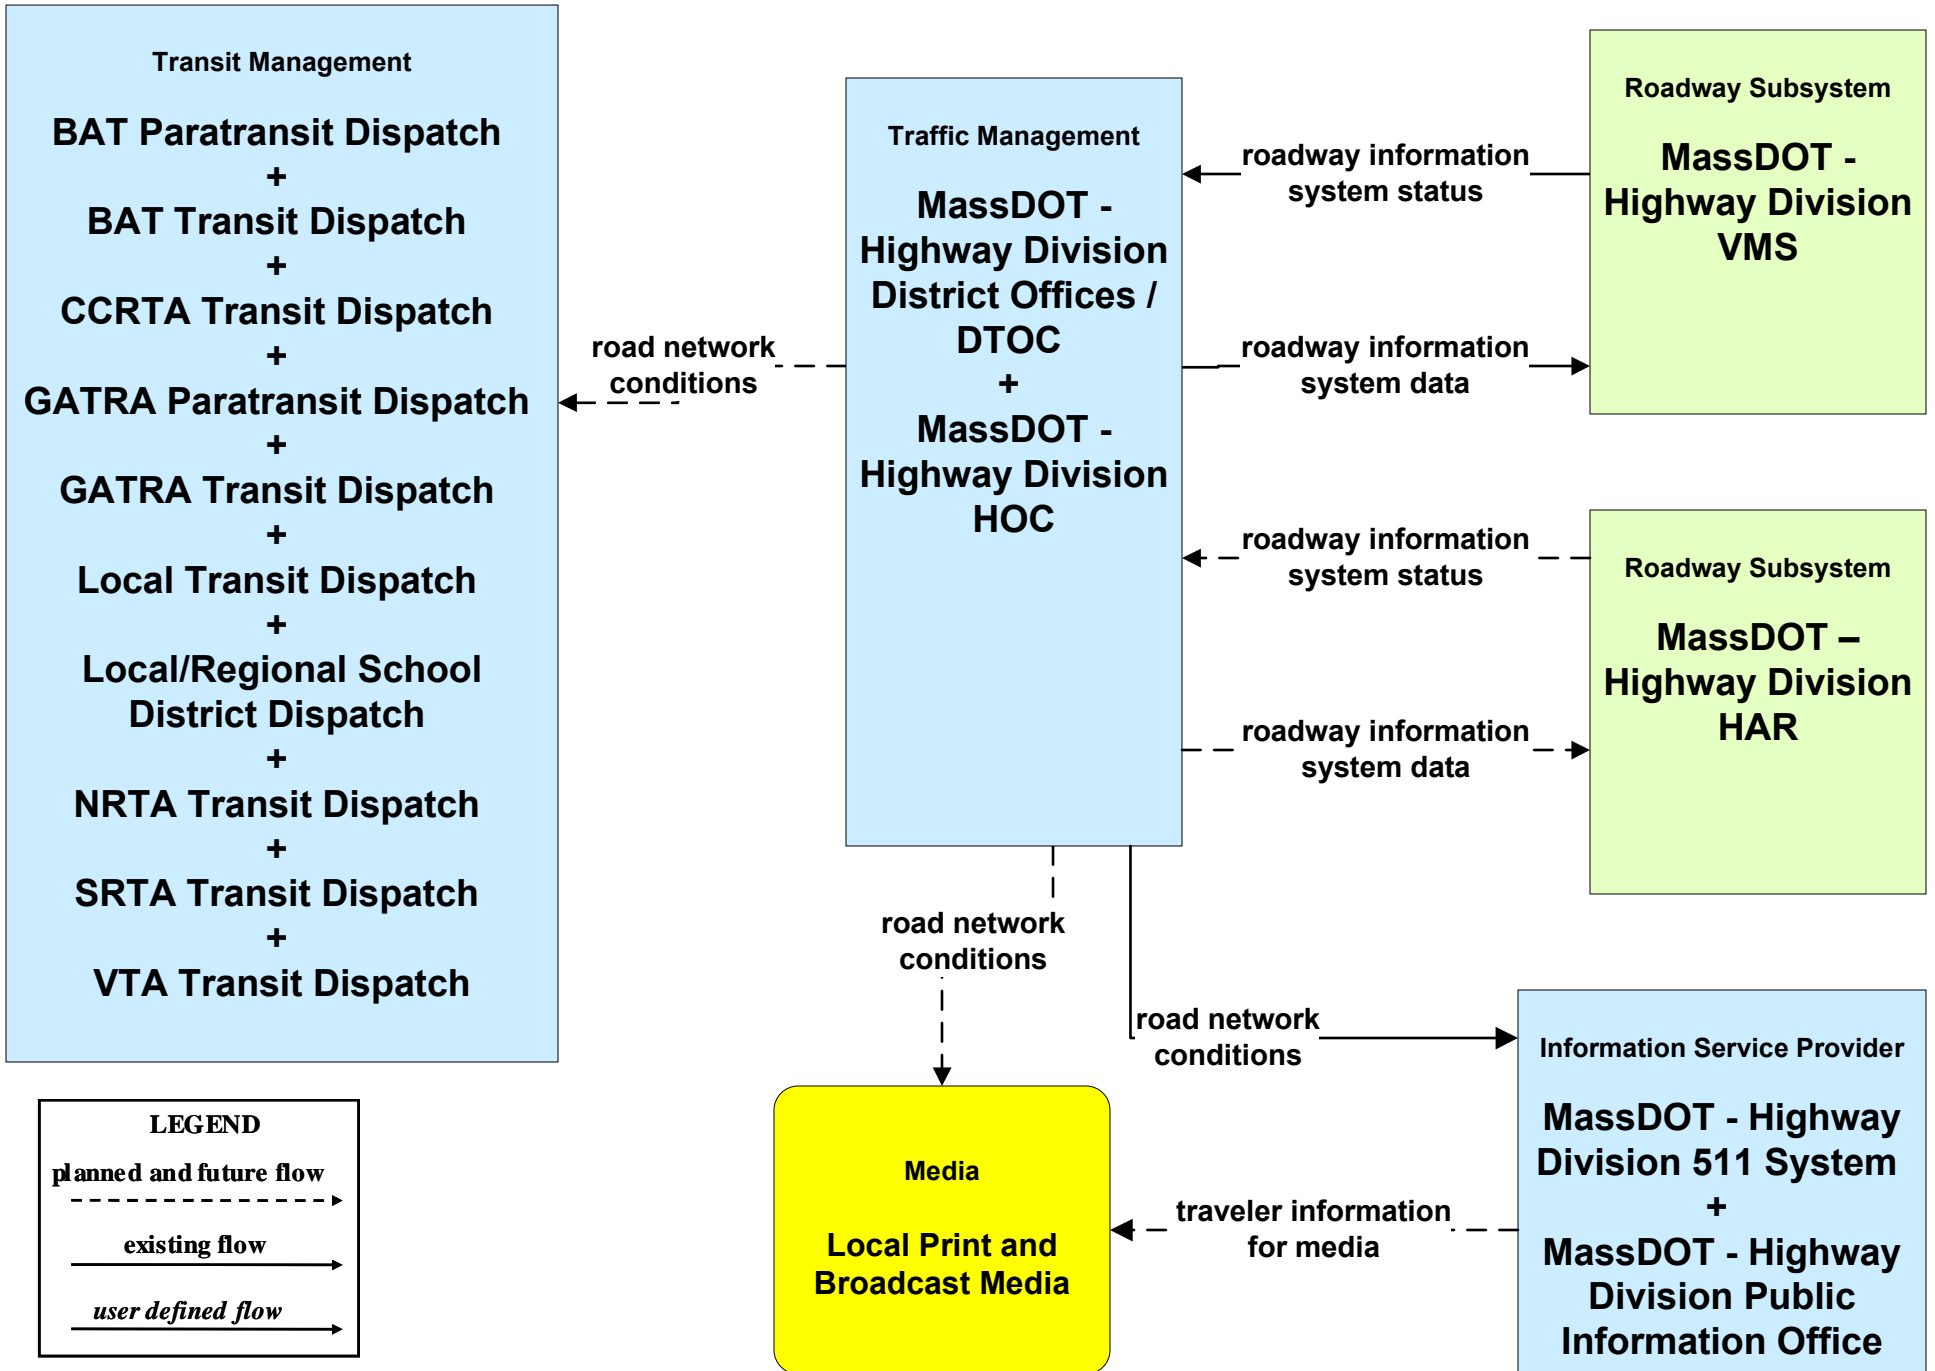 Transit Management
BAT Paratransit Dispatch
+
BAT Transit Dispatch
+
CCRTA Transit Dispatch
+
GATRA Paratransit Dispatch
+
GATRA Transit Dispatch
+
Local Transit Dispatch
+
Local/Regional School
District Dispatch
+
NRTA Transit Dispatch
+
SRTA Transit Dispatch
+
VTA Transit Dispatch
road network
conditions
Traffic Management
MassDOT -
Highway Division
District Offices /
DTOC
+
MassDOT -
Highway Division
HOC
roadway information
system status
roadway information
system data
roadway information
system status
roadway information
system data
Roadway Subsystem
MassDOT -
Highway Division
VMS
Roadway Subsystem
MassDOT –
Highway Division
HAR
road network
conditions
road network
conditions
Information Service Provider
MassDOT - Highway
Division 511 System
+
MassDOT - Highway
Division Public
Information Office
traveler information
for media
Media
Local Print and
Broadcast Media
LEGEND
planned and future flow
existing flow
user defined flow